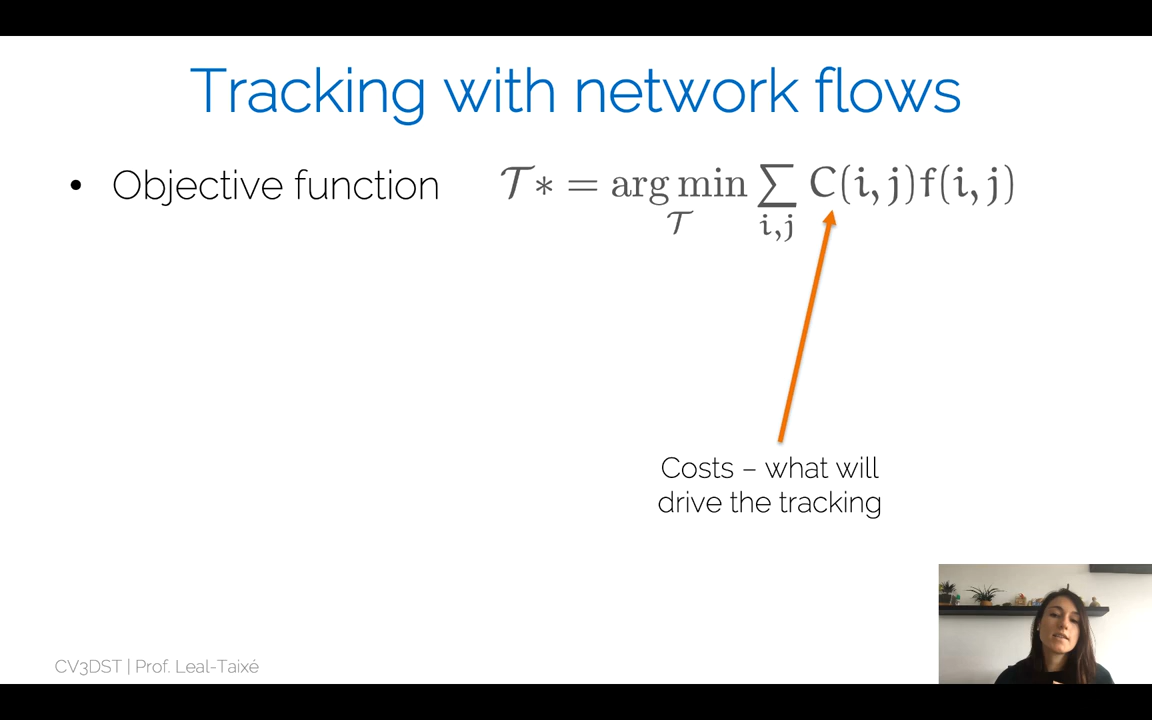 Tracking with network flows
• Objective function 𝒯* = arg min ∑ C(i,j)f(i,j)
𝒯 i,j
Costs – what will
drive the tracking
CV3DST | Prof. Leal-Taixé